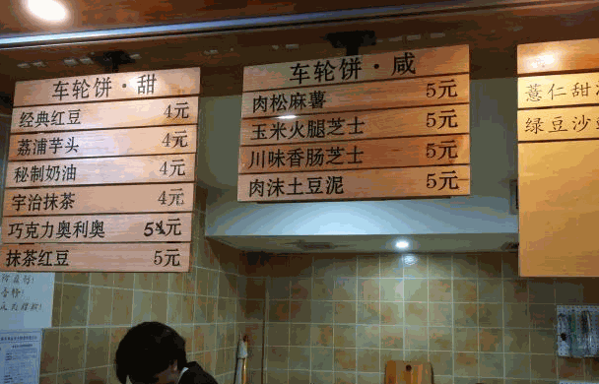 车轮饼·甜
经典红豆 4元
荔浦芋头 4元
秘制奶油 4元
宇治抹茶 4元
巧克力奥利奥 5元
抹茶红豆 5元
车轮饼·咸
肉松麻薯 5元
玉米火腿芝士 5元
川味香肠芝士 5元
肉沫土豆泥 5元
薏仁甜
绿豆沙